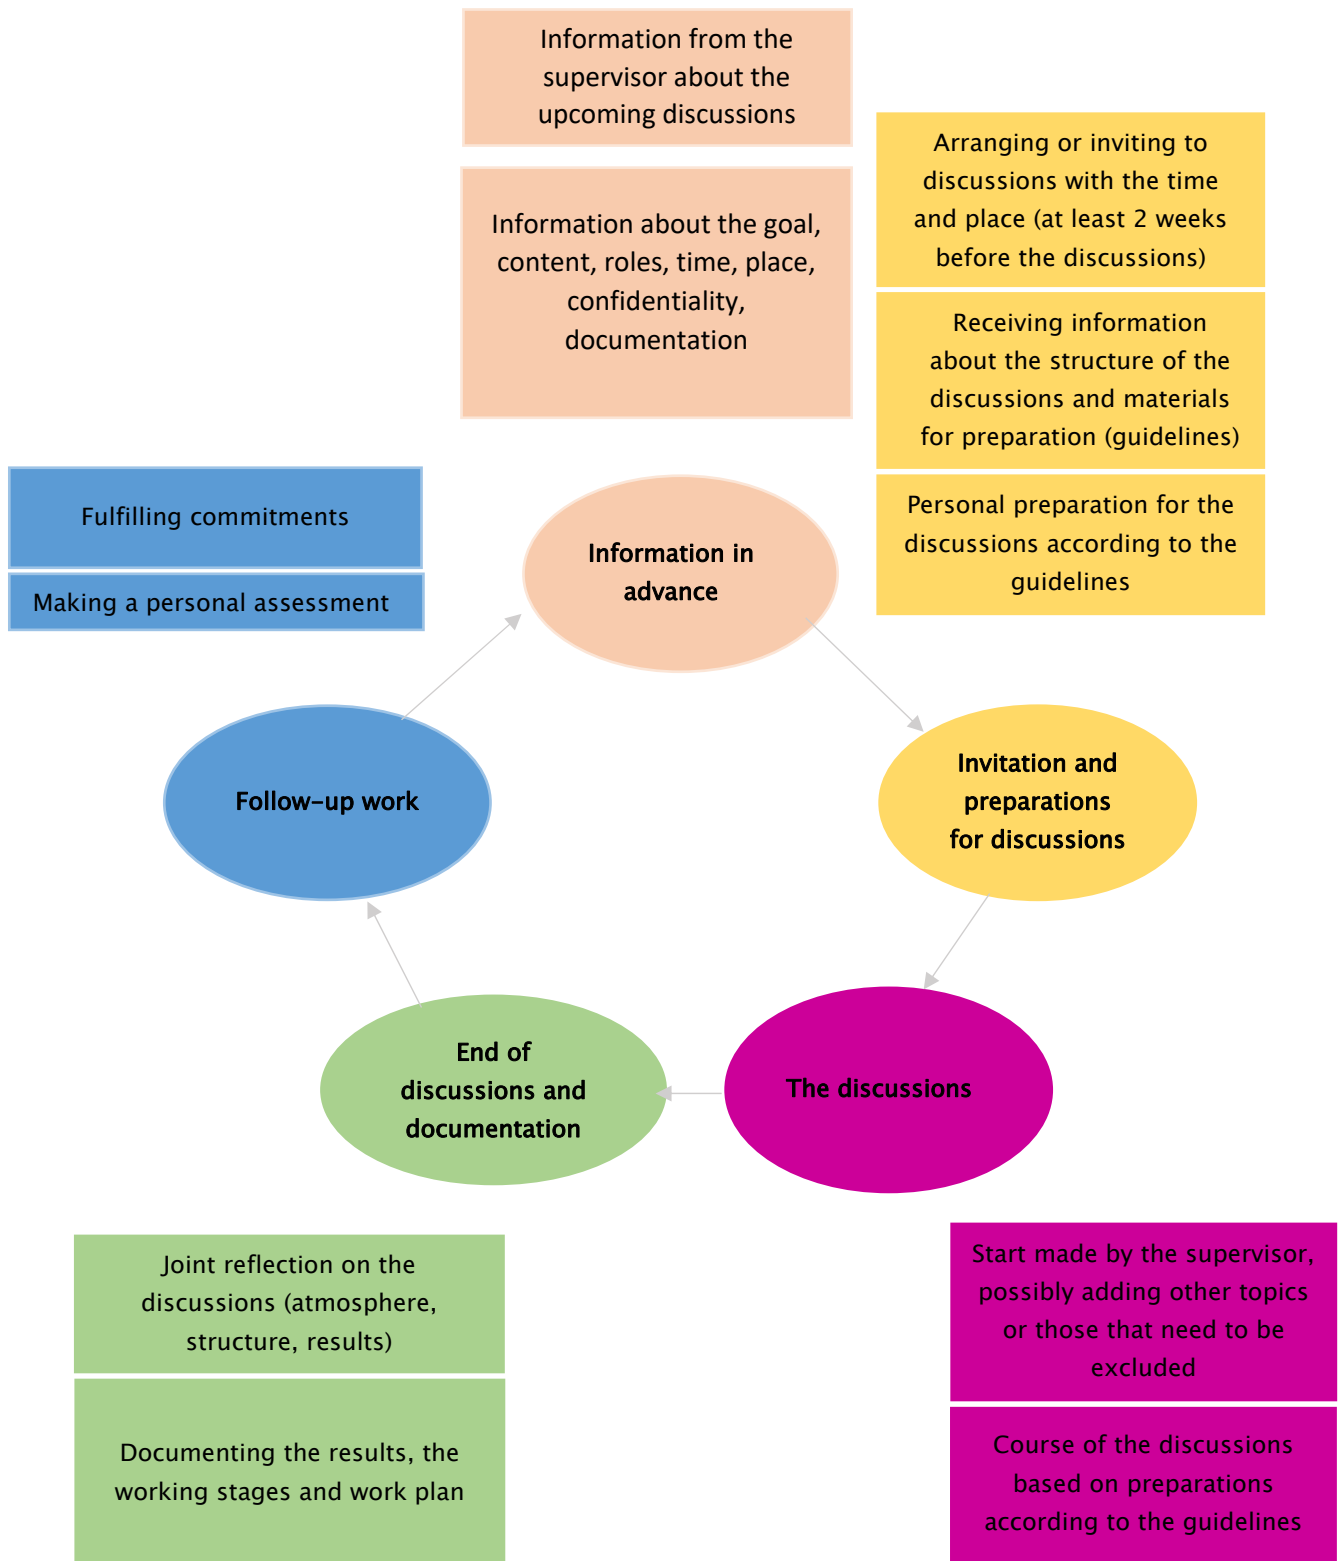 Information from the
supervisor about the
upcoming discussions
Information about the goal,
content, roles, time, place,
confidentiality,
documentation
Arranging or inviting to
discussions with the time
and place (at least 2 weeks
before the discussions)
Receiving information
about the structure of the
discussions and materials
for preparation (guidelines)
Personal preparation for the
discussions according to the
guidelines
Fulfilling commitments
Making a personal assessment
Information in
advance
Invitation and
preparations
for discussions
Follow-up work
The discussions
End of
discussions and
documentation
Joint reflection on the
discussions (atmosphere,
structure, results)
Documenting the results, the
working stages and work plan
Start made by the supervisor,
possibly adding other topics
or those that need to be
excluded
Course of the discussions
based on preparations
according to the guidelines